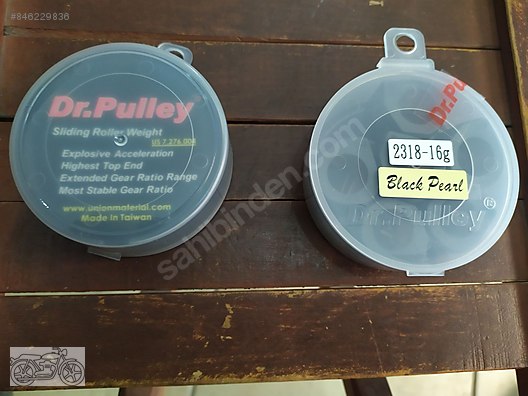 #846229836
Dr.Pulley
Sliding Roller Weight
US 7,276,004
Explosive Acceleration
Highest Top End
Extended Gear Ratio Range
Most Stable Gear Ratio
www.unionmaterial.com
Made in Taiwan
Dr.Pu
2318-16g
Black Pearl
Dr.Pulley®
sahibinden.com